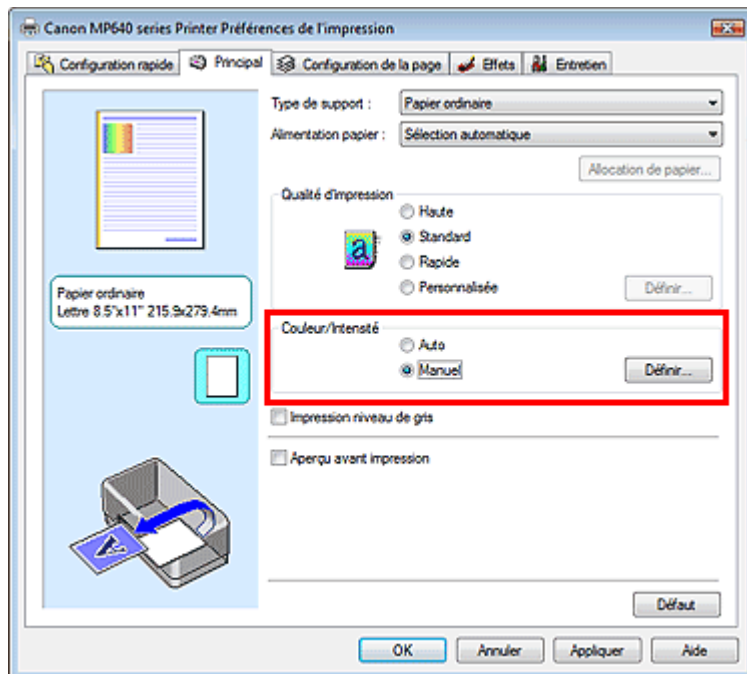 Canon MP640 series Printer Préférences de l'impression
Configuration rapide Principal Configuration de la page Effets Entretien
Type de support : Papier ordinaire
Alimentation papier : Sélection automatique
Allocation de papier...
Qualité d'impression
Haute
a Standard
Rapide
Personnalisée Définir...
Papier ordinaire
Lettre 8.5"x11" 215.9x279.4mm
Couleur/Intensité
Auto
Manuel Définir...
Impression niveau de gris
Aperçu avant impression
Défaut
OK Annuler Appliquer Aide